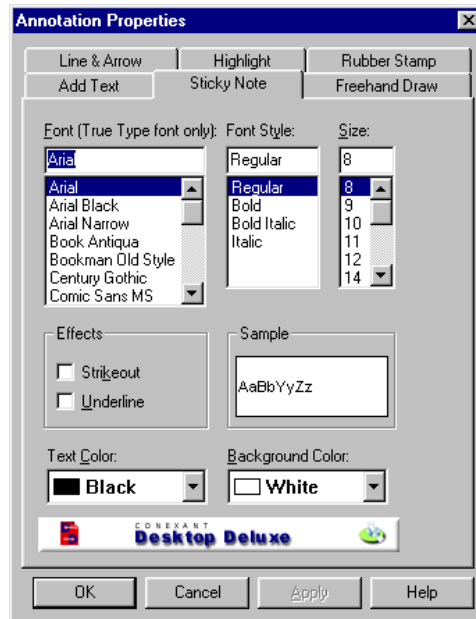 Annotation Properties
Line & Arrow Highlight Rubber Stamp
Add Text Sticky Note Freehand Draw
Font (True Type font only): Font Style: Size:
Arial Regular 8
Arial Regular 8
Arial Black Bold 9
Arial Narrow Bold Italic 10
Book Antiqua Italic 11
Bookman Old Style 12
Century Gothic 14
Comic Sans MS
Effects Sample
Strikeout
AaBbYyZz
Underline
Text Color: Background Color:
Black White
CONEXANT
Desktop Deluxe
OK Cancel Apply Help